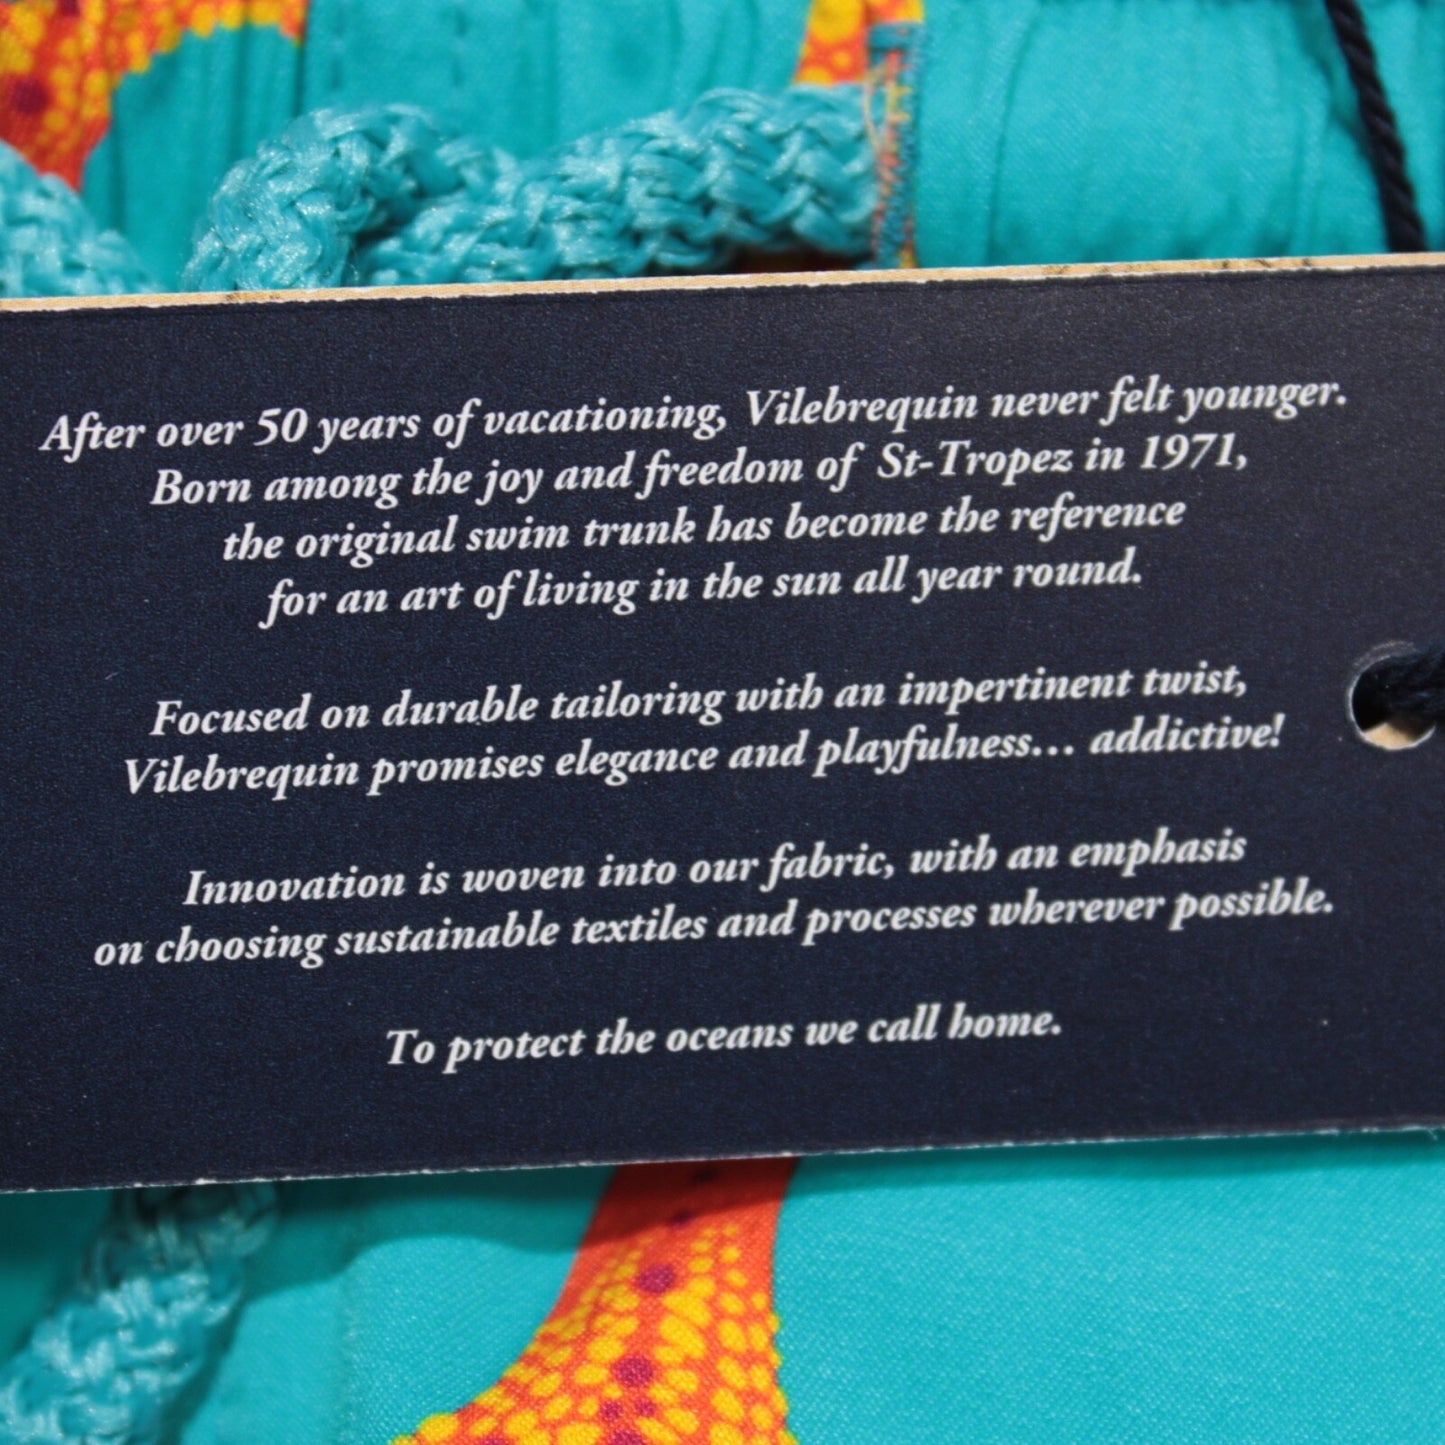 After over 50 years of vacationing, Vilebrequin never felt younger.
Born among the joy and freedom of St-Tropez in 1971,
the original swim trunk has become the reference
for an art of living in the sun all year round.
Focused on durable tailoring with an impertinent twist,
Vilebrequin promises elegance and playfulness... addictive!
Innovation is woven into our fabric, with an emphasis
on choosing sustainable textiles and processes wherever possible.
To protect the oceans we call home.